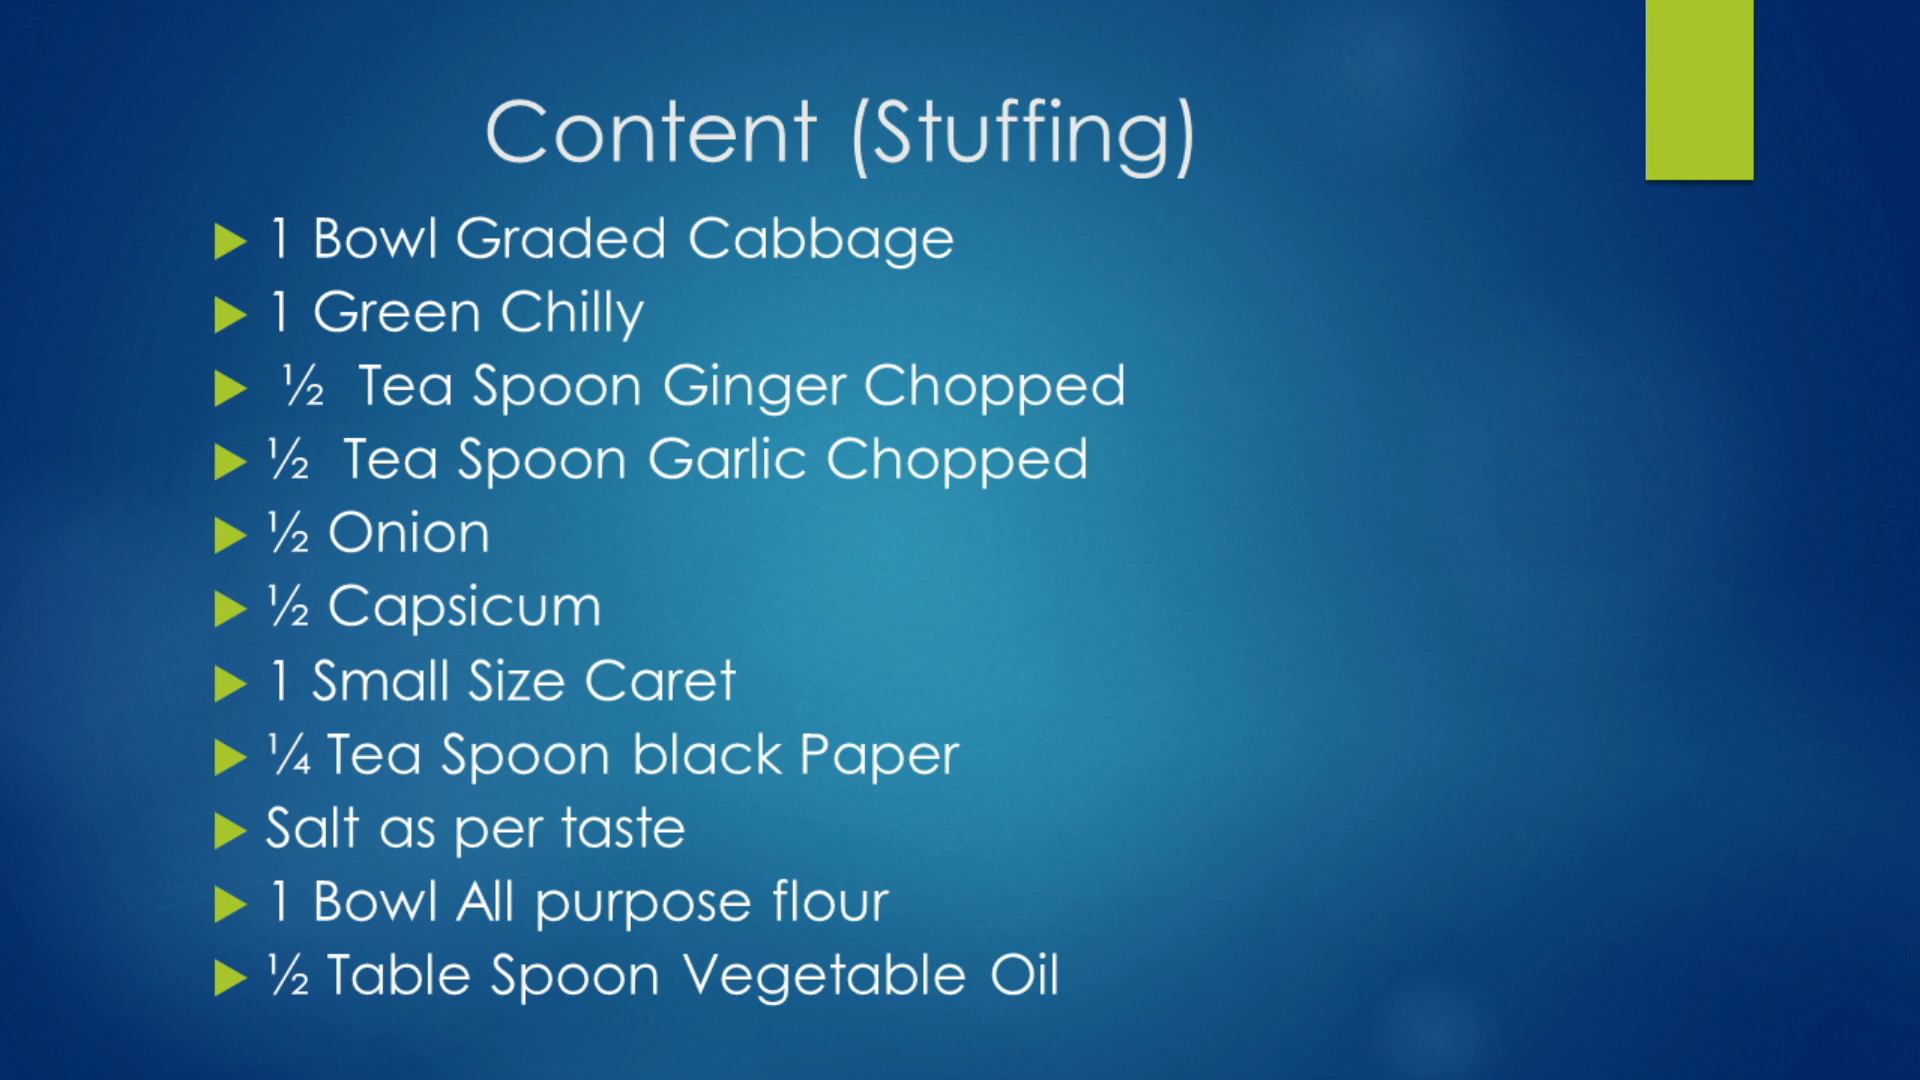 Content (Stuffing)
1 Bowl Graded Cabbage
1 Green Chilly
½ Tea Spoon Ginger Chopped
½ Tea Spoon Garlic Chopped
½ Onion
½ Capsicum
1 Small Size Caret
¼ Tea Spoon black Paper
Salt as per taste
1 Bowl All purpose flour
½ Table Spoon Vegetable Oil